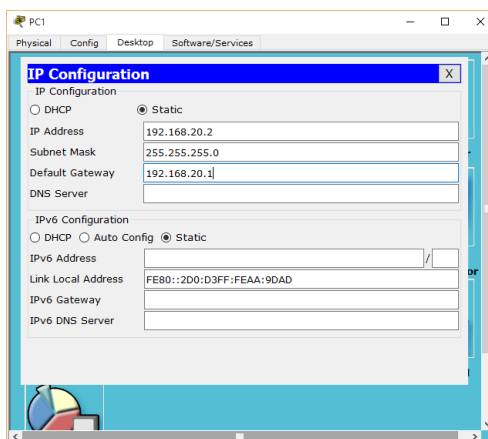 PC1
Physical Config Desktop Software/Services
IP Configuration X
IP Configuration
DHCP Static
IP Address 192.168.20.2
Subnet Mask 255.255.255.0
Default Gateway 192.168.20.1
DNS Server
IPv6 Configuration
DHCP Auto Config Static
IPv6 Address /
Link Local Address FE80::2D0:D3FF:FEAA:9DAD
IPv6 Gateway
IPv6 DNS Server
or